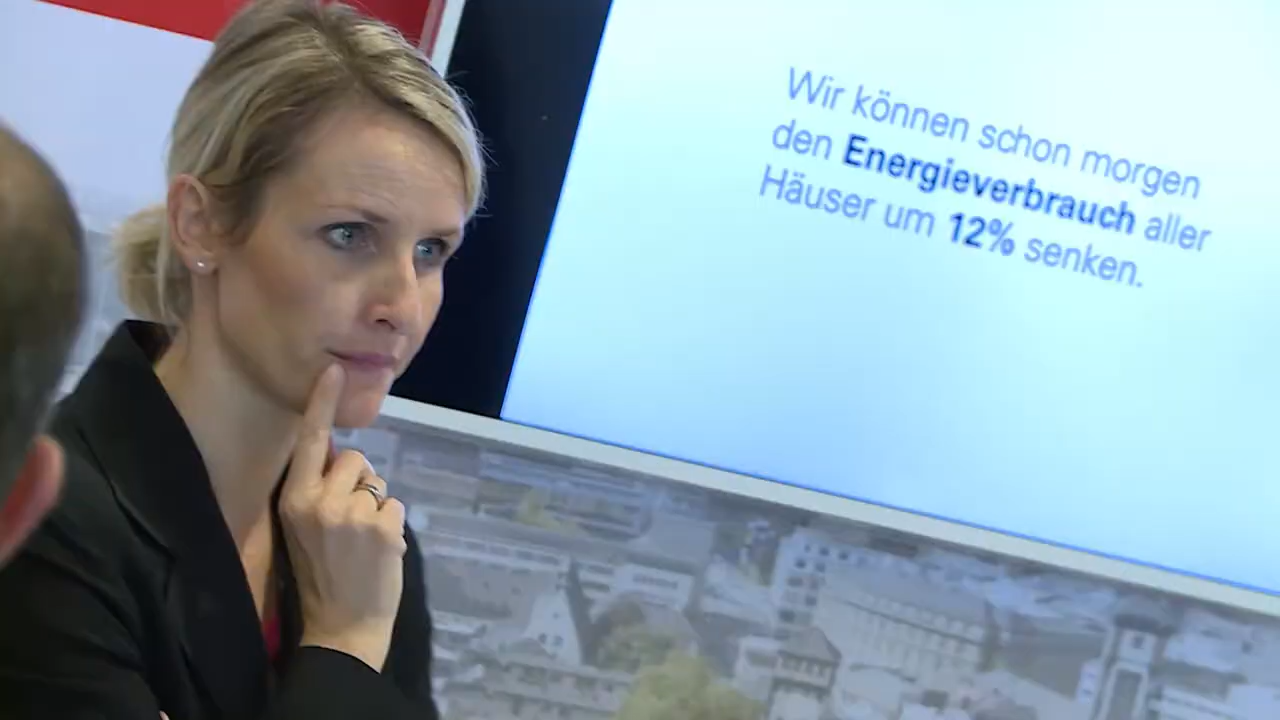 Wir können schon morgen
den Energieverbrauch aller
Häuser um 12% senken.